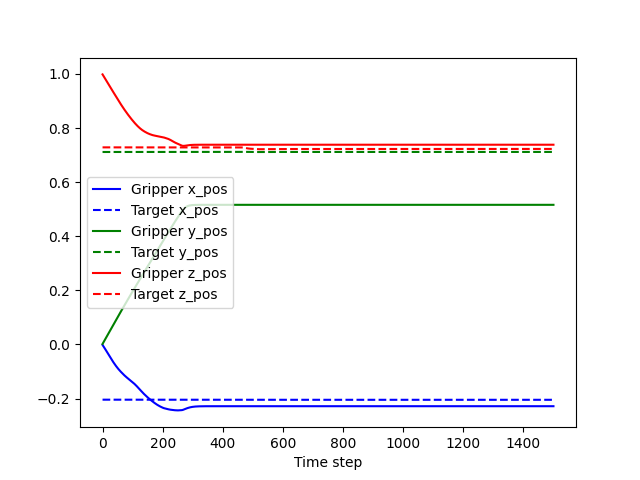 1.0
0.8
0.6
0.4
0.2
0.0
−0.2
Gripper x_pos
Target x_pos
Gripper y_pos
Target y_pos
Gripper z_pos
Target z_pos
0 200 400 600 800 1000 1200 1400
Time step